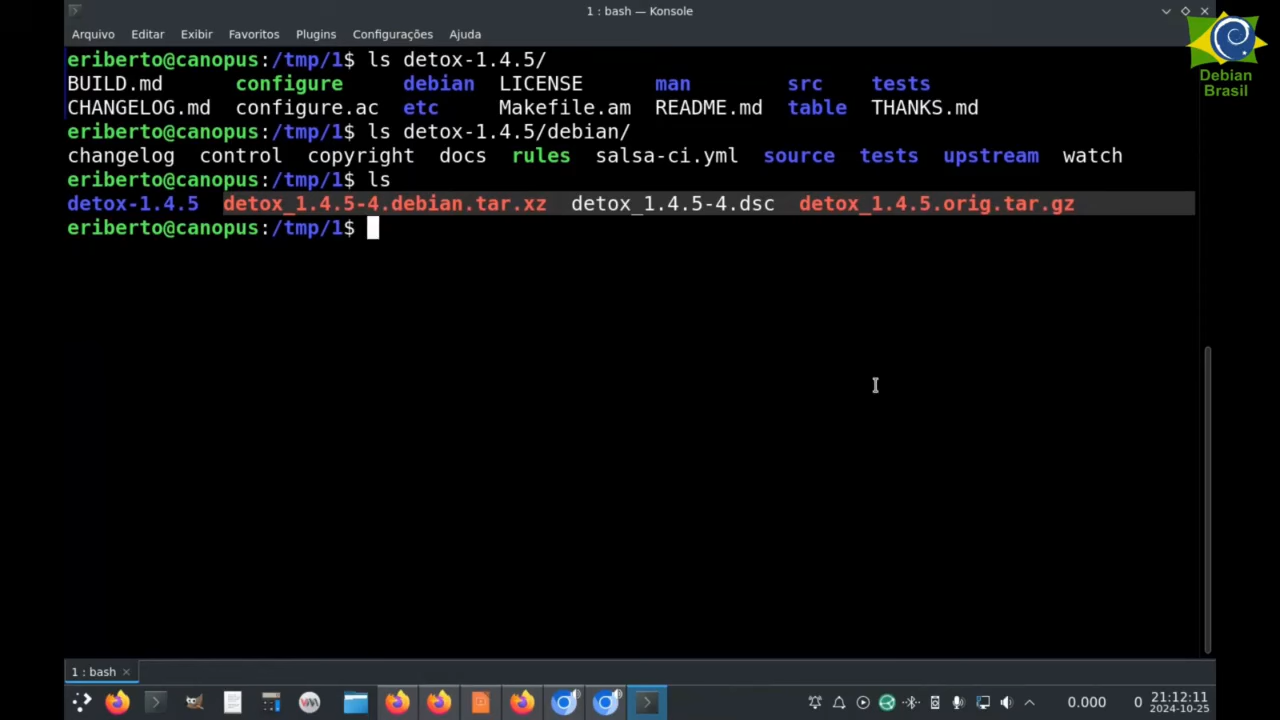 1 : bash — Konsole
Arquivo Editar Exibir Favoritos Plugins Configurações Ajuda
eriberto@canopus:/tmp/1$ ls detox-1.4.5/
BUILD.md configure debian LICENSE man src tests
CHANGELOG.md configure.ac etc Makefile.am README.md table THANKS.md
eriberto@canopus:/tmp/1$ ls detox-1.4.5/debian/
changelog control copyright docs rules salsa-ci.yml source tests upstream watch
eriberto@canopus:/tmp/1$ ls
detox-1.4.5 detox_1.4.5-4.debian.tar.xz detox_1.4.5-4.dsc detox_1.4.5.orig.tar.gz
eriberto@canopus:/tmp/1$
Debian
Brasil
1 : bash
0.000 0 21:12:11
2024-10-25